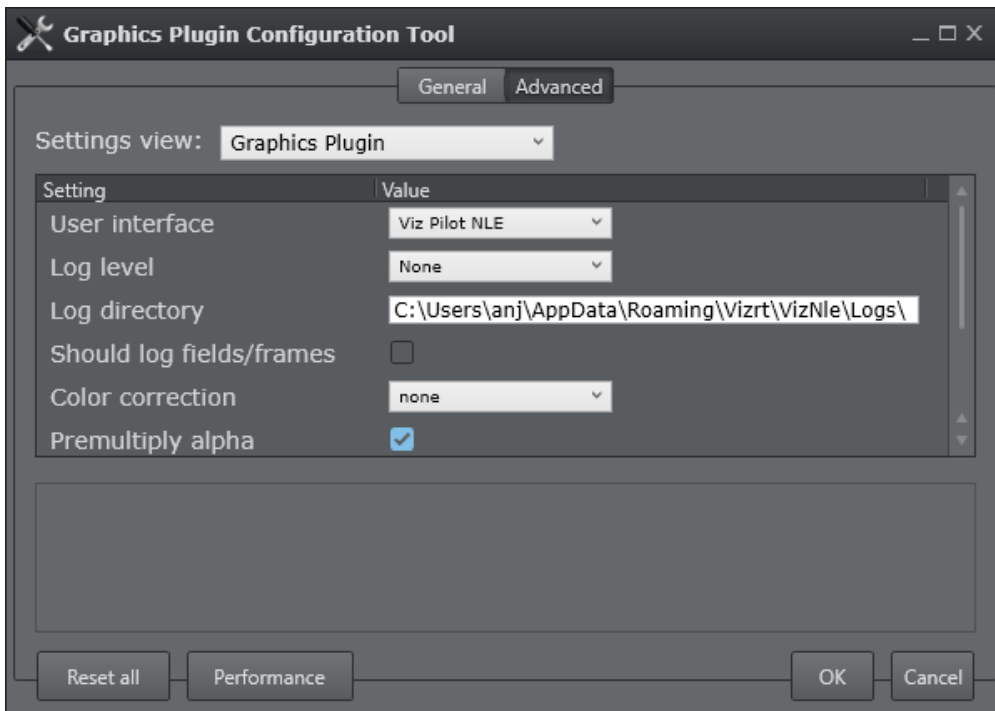 Graphics Plugin Configuration Tool
General Advanced
Settings view: Graphics Plugin
Setting Value
User interface Viz Pilot NLE
Log level None
Log directory C:\Users\anj\AppData\Roaming\Vizrt\VizNle\Logs\
Should log fields/frames
Color correction none
Premultiply alpha
Reset all Performance OK Cancel